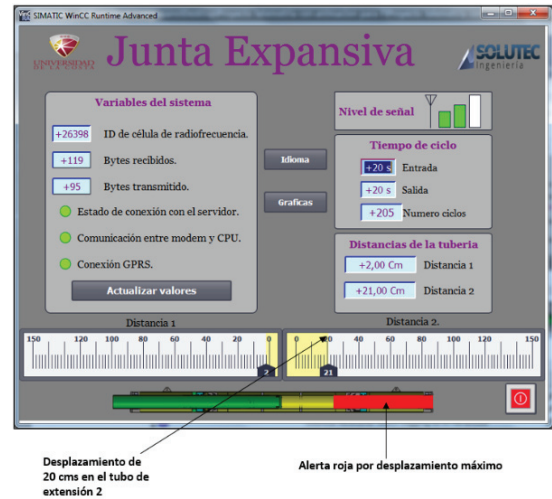 SIMATIC WinCC Runtime Advanced
UNIVERSIDAD
DE LA COSTA
Junta Expansiva
SOLUTEC
ingeniería
Variables del sistema
+26398 ID de célula de radiofrecuencia.
+119 Bytes recibidos.
+95 Bytes transmitido.
Estado de conexión con el servidor.
Comunicación entre modem y CPU.
Conexión GPRS.
Actualizar valores
Idioma
Graficas
Nivel de señal
Tiempo de ciclo
+20 s Entrada
+20 s Salida
+205 Numero ciclos
Distancias de la tuberia
+2,00 Cm Distancia 1
+21,00 Cm Distancia 2
Distancia 1
150 120 100 80 60 40 20 0
2
Distancia 2.
0 20 40 60 80 100 120 150
21
Desplazamiento de
20 cms en el tubo de
extensión 2
Alerta roja por desplazamiento máximo